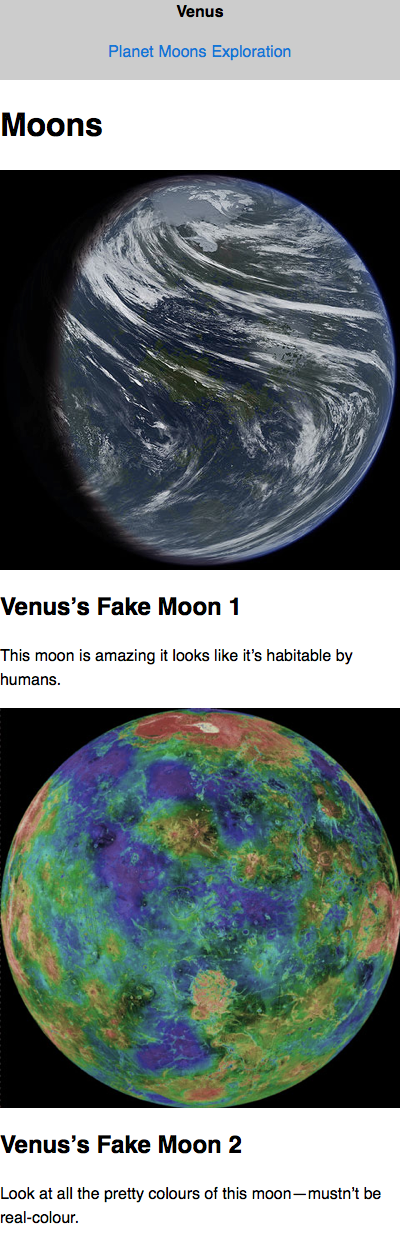 Venus
Planet Moons Exploration
Moons
Venus’s Fake Moon 1
This moon is amazing it looks like it’s habitable by
humans.
Venus’s Fake Moon 2
Look at all the pretty colours of this moon—mustn’t be
real-colour.